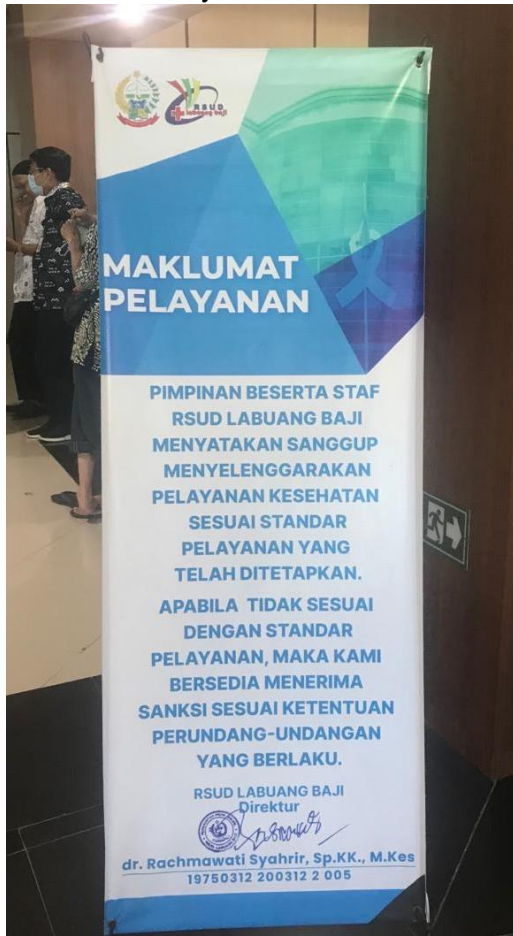 RSUD
labuang baji
MAKLUMAT
PELAYANAN
PIMPINAN BESERTA STAF
RSUD LABUANG BAJI
MENYATAKAN SANGGUP
MENYELENGGARAKAN
PELAYANAN KESEHATAN
SESUAI STANDAR
PELAYANAN YANG
TELAH DITETAPKAN.
APABILA TIDAK SESUAI
DENGAN STANDAR
PELAYANAN, MAKA KAMI
BERSEDIA MENERIMA
SANKSI SESUAI KETENTUAN
PERUNDANG-UNDANGAN
YANG BERLAKU.
RSUD LABUANG BAJI
Direktur
dr. Rachmawati Syahrir, Sp.KK., M.Kes
19750312 200312 2 005